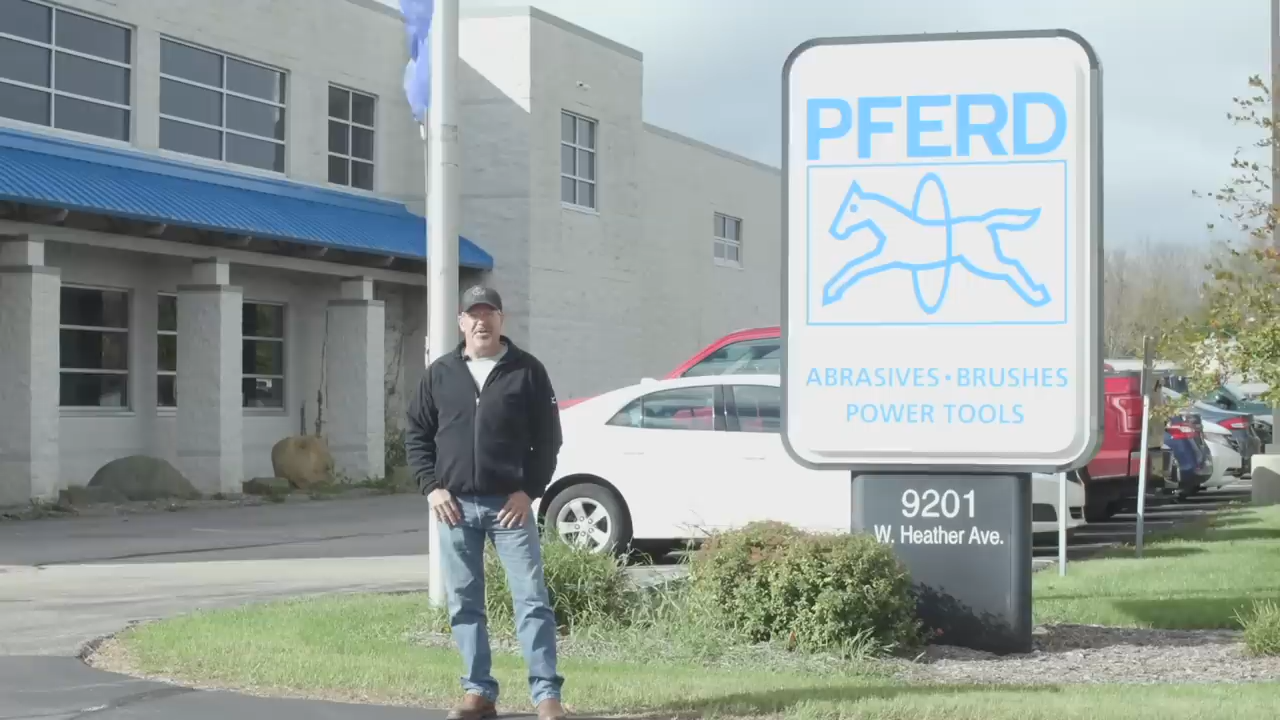 PFERD
ABRASIVES • BRUSHES
POWER TOOLS
9201
W. Heather Ave.